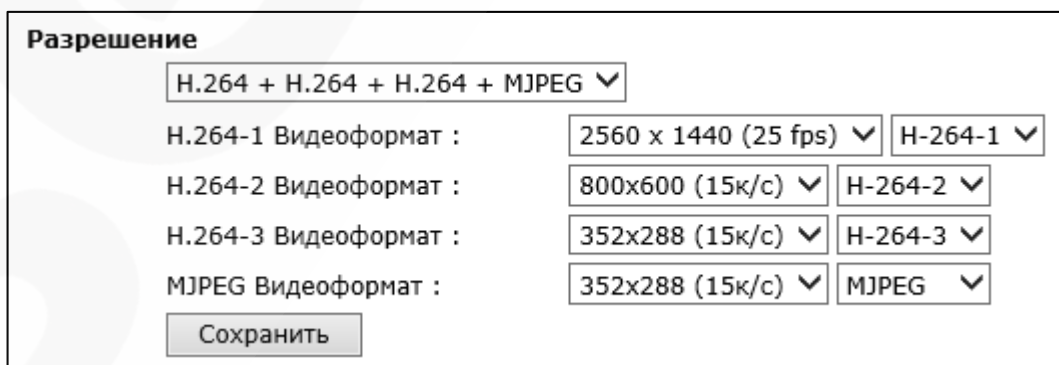 Разрешение
H.264 + H.264 + H.264 + MJPEG
H.264-1 Видеоформат : 2560 x 1440 (25 fps) H-264-1
H.264-2 Видеоформат : 800x600 (15к/с) H-264-2
H.264-3 Видеоформат : 352x288 (15к/с) H-264-3
MJPEG Видеоформат : 352x288 (15к/с) MJPEG
Сохранить